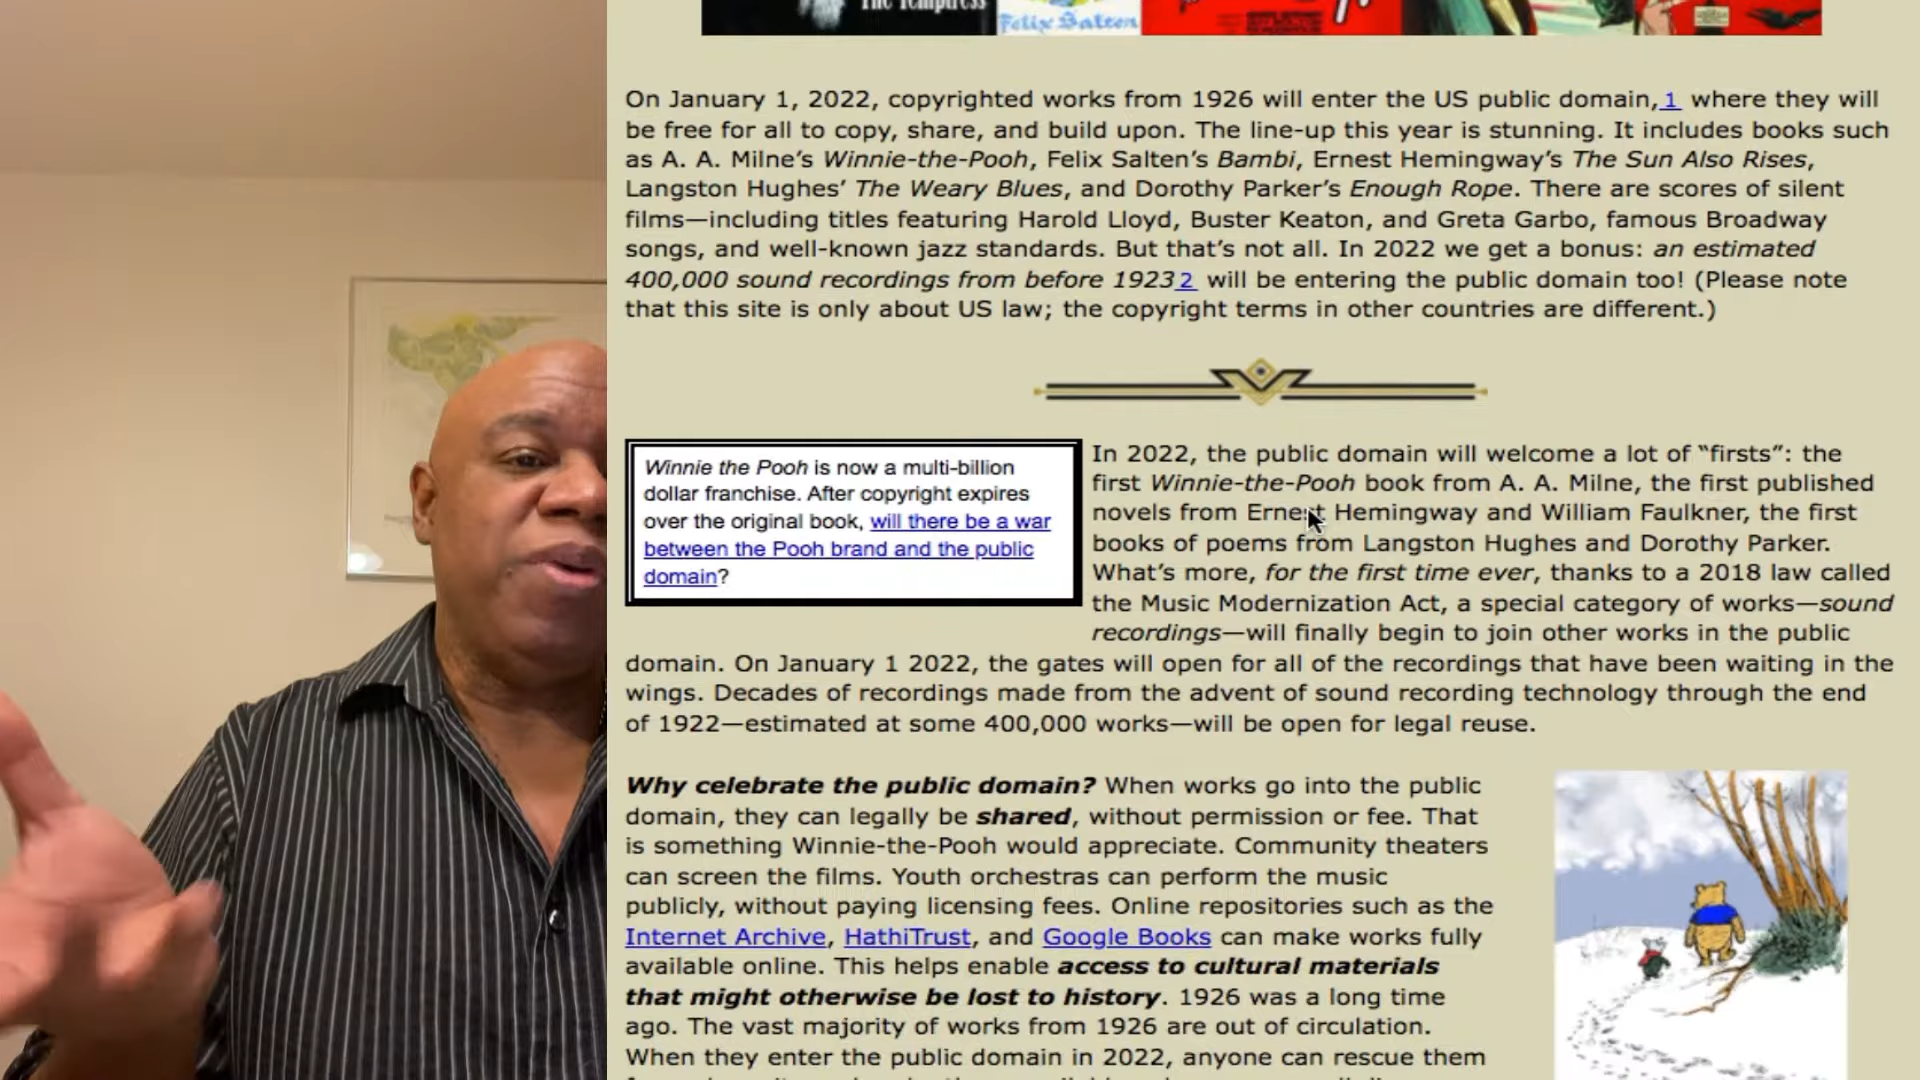 The Temptress
Felix Salten
On January 1, 2022, copyrighted works from 1926 will enter the US public domain,1 where they will
be free for all to copy, share, and build upon. The line-up this year is stunning. It includes books such
as A. A. Milne’s Winnie-the-Pooh, Felix Salten’s Bambi, Ernest Hemingway’s The Sun Also Rises,
Langston Hughes’ The Weary Blues, and Dorothy Parker’s Enough Rope. There are scores of silent
films—including titles featuring Harold Lloyd, Buster Keaton, and Greta Garbo, famous Broadway
songs, and well-known jazz standards. But that’s not all. In 2022 we get a bonus: an estimated
400,000 sound recordings from before 1923 2 will be entering the public domain too! (Please note
that this site is only about US law; the copyright terms in other countries are different.)
Winnie the Pooh is now a multi-billion
dollar franchise. After copyright expires
over the original book, will there be a war
between the Pooh brand and the public
domain?
In 2022, the public domain will welcome a lot of “firsts”: the
first Winnie-the-Pooh book from A. A. Milne, the first published
novels from Ernest Hemingway and William Faulkner, the first
books of poems from Langston Hughes and Dorothy Parker.
What’s more, for the first time ever, thanks to a 2018 law called
the Music Modernization Act, a special category of works—sound
recordings—will finally begin to join other works in the public
domain. On January 1 2022, the gates will open for all of the recordings that have been waiting in the
wings. Decades of recordings made from the advent of sound recording technology through the end
of 1922—estimated at some 400,000 works—will be open for legal reuse.
Why celebrate the public domain? When works go into the public
domain, they can legally be shared, without permission or fee. That
is something Winnie-the-Pooh would appreciate. Community theaters
can screen the films. Youth orchestras can perform the music
publicly, without paying licensing fees. Online repositories such as the
Internet Archive, HathiTrust, and Google Books can make works fully
available online. This helps enable access to cultural materials
that might otherwise be lost to history. 1926 was a long time
ago. The vast majority of works from 1926 are out of circulation.
When they enter the public domain in 2022, anyone can rescue them